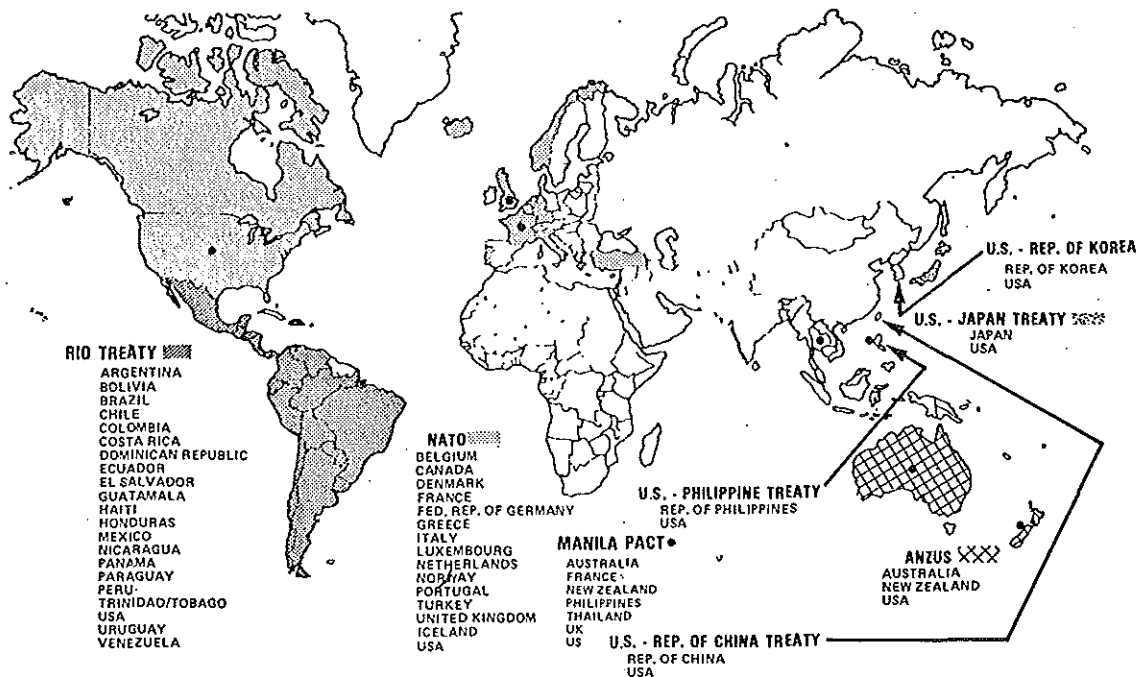 RIO TREATY
ARGENTINA
BOLIVIA
BRAZIL
CHILE
COLOMBIA
COSTA RICA
DOMINICAN REPUBLIC
ECUADOR
EL SALVADOR
GUATAMALA
HAITI
HONDURAS
MEXICO
NICARAGUA
PANAMA
PARAGUAY
PERU
TRINIDAD/TOBAGO
USA
URUGUAY
VENEZUELA
NATO
BELGIUM
CANADA
DENMARK
FRANCE
FED. REP. OF GERMANY
GREECE
ITALY
LUXEMBOURG
NETHERLANDS
NORWAY
PORTUGAL
TURKEY
UNITED KINGDOM
ICELAND
USA
MANILA PACT
AUSTRALIA
FRANCE
NEW ZEALAND
PHILIPPINES
THAILAND
UK
US
U.S. - REP. OF KOREA
REP. OF KOREA
USA
U.S. - JAPAN TREATY
JAPAN
USA
U.S. - PHILIPPINE TREATY
REP. OF PHILIPPINES
USA
ANZUS
AUSTRALIA
NEW ZEALAND
USA
U.S. - REP. OF CHINA TREATY
REP. OF CHINA
USA